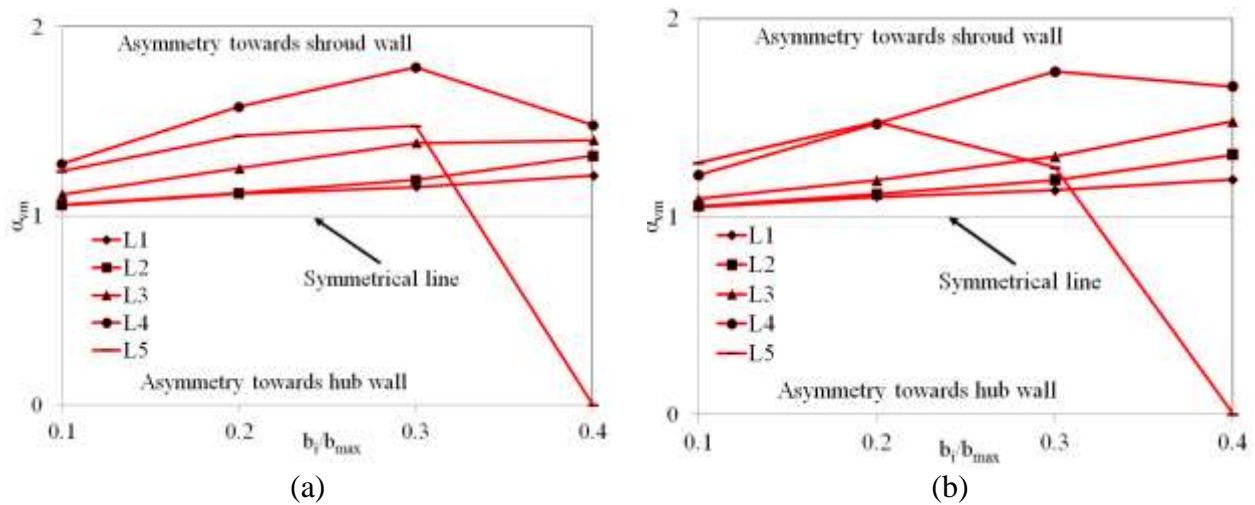 2
Asymmetry towards shroud wall
α_vm
1
L1
L2
L3
L4
L5
Symmetrical line
Asymmetry towards hub wall
0
0.1
0.2
0.3
0.4
b_i/b_max
(a)
2
Asymmetry towards shroud wall
α_vm
1
L1
L2
L3
L4
L5
Symmetrical line
Asymmetry towards hub wall
0
0.1
0.2
0.3
0.4
b_i/b_max
(b)